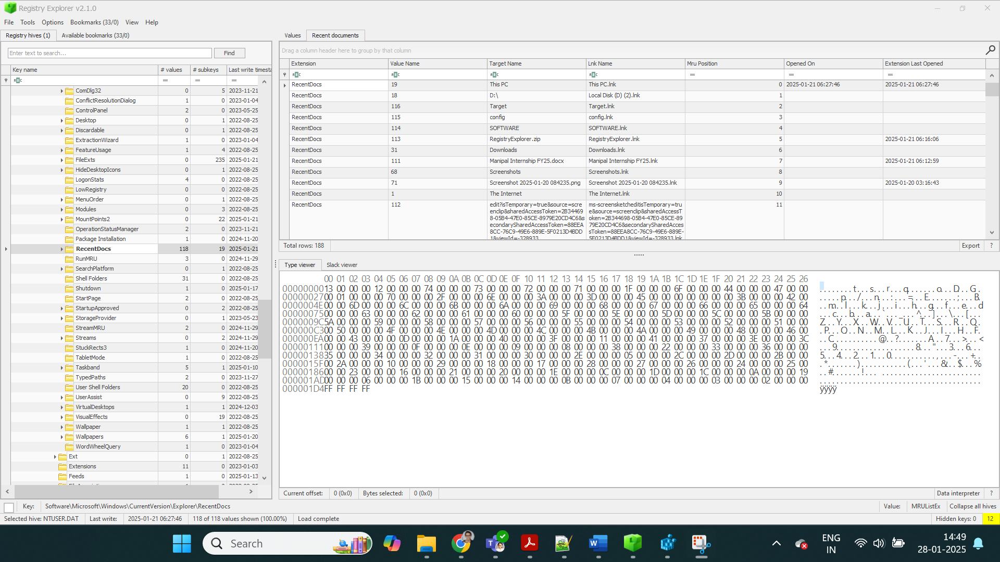 Registry Explorer v2.1.0
File Tools Options Bookmarks (33/0) View Help
Registry hives (1) Available bookmarks (33/0)
Enter text to search... Find
Key name # values # subkeys Last write timesta
= = =
ComDlg32 0 5 2023-11-21
ConflictResolutionDialog 1 0 2023-01-04
ControlPanel 2 0 2023-05-25
Desktop 0 1 2022-08-25
Discardable 0 1 2022-08-25
ExtractionWizard 1 0 2023-01-04
FeatureUsage 1 4 2022-08-25
FileExts 0 235 2025-01-21
HideDesktopIcons 0 1 2022-08-25
LogonStats 4 0 2022-08-25
LowRegistry 0 0 2022-08-25
MenuOrder 0 1 2022-08-25
Modules 0 3 2022-08-25
MountPoints2 0 22 2025-01-21
OperationStatusManager 2 0 2023-11-21
Package Installation 1 0 2024-11-20
RecentDocs 118 19 2025-01-21
RunMRU 3 0 2024-11-29
SearchPlatform 0 1 2022-08-25
Shell Folders 31 0 2022-08-25
Shutdown 1 0 2025-01-17
StartPage 2 0 2022-08-25
StartupApproved 0 2 2022-08-25
StorageProvider 0 1 2023-05-23
StreamMRU 2 0 2024-11-29
Streams 0 2 2024-11-29
StuckRects3 1 0 2024-11-20
TabletMode 1 0 2022-08-25
Taskband 5 1 2025-01-10
TypedPaths 2 0 2023-11-27
User Shell Folders 20 0 2022-08-25
UserAssist 0 9 2022-08-25
VirtualDesktops 1 1 2024-12-03
VisualEffects 0 19 2022-08-25
Wallpaper 1 1 2022-08-25
Wallpapers 6 1 2025-01-20
WordWheelQuery 1 0 2023-01-04
Ext 0 1 2022-08-25
Extensions 11 0 2023-01-03
Feeds 1 0 2025-01-13
Values Recent documents
Drag a column header here to group by that column
Extension Value Name Target Name Lnk Name Mru Position Opened On Extension Last Opened
= = =
RecentDocs 19 This PC This PC.lnk 0 2025-01-21 06:27:46 2025-01-21 06:27:46
RecentDocs 18 D:\ Local Disk (D) (2).lnk 1
RecentDocs 116 Target Target.lnk 2
RecentDocs 115 config config.lnk 3
RecentDocs 114 SOFTWARE SOFTWARE.lnk 4
RecentDocs 113 RegistryExplorer.zip RegistryExplorer.lnk 5 2025-01-21 06:16:06
RecentDocs 31 Downloads Downloads.lnk 6
RecentDocs 111 Manipal Internship FY25.docx Manipal Internship FY25.lnk 7 2025-01-21 06:12:59
RecentDocs 68 Screenshots Screenshots.lnk 8
RecentDocs 71 Screenshot 2025-01-20 084235.png Screenshot 2025-01-20 084235.lnk 9 2025-01-20 03:16:43
RecentDocs 1 The Internet The Internet.lnk 10
RecentDocs 112 edit?isTemporary=true&source=scre ms-screensketcheditisTemporary=tru 11
enclip&sharedAccessToken=2B34469 e&source=screenclip&sharedAccessT
8-05B4-47E0-85CE-8979E20CD4C6&s oken=2B344698-05B4-47E0-85CE-89
econdarySharedAccessToken=88EEA 79E20CD4C6&secondarySharedAcces
8CC-76C9-49E6-889E-5F0213D4BDD sToken=88EEA8CC-76C9-49E6-889E-
1&viewId=-328933 5F0213D4BDD1&viewId=-328933.lnk
Total rows: 188 Export ?
Type viewer Slack viewer
00 01 02 03 04 05 06 07 08 09 0A 0B 0C 0D 0E 0F 10 11 12 13 14 15 16 17 18 19 1A 1B 1C 1D 1E 1F 20 21 22 23 24 25 26
00000000 13 00 00 00 12 00 00 00 74 00 00 00 73 00 00 00 72 00 00 00 71 00 00 00 1F 00 00 00 6F 00 00 00 44 00 00 00 47 00 00
00000027 00 01 00 00 00 70 00 00 00 2F 00 00 00 6E 00 00 00 3A 00 00 00 3D 00 00 00 45 00 00 00 00 00 00 00 3B 00 00 00 42 00
0000004E 00 00 6D 00 00 00 6C 00 00 00 6B 00 00 00 6A 00 00 00 69 00 00 00 68 00 00 00 67 00 00 00 66 00 00 00 65 00 00 00 64
00000075 00 00 00 63 00 00 00 62 00 00 00 61 00 00 00 60 00 00 00 5F 00 00 00 5E 00 00 00 5D 00 00 00 5C 00 00 00 5B 00 00 00
0000009C 5A 00 00 00 59 00 00 00 58 00 00 00 57 00 00 00 56 00 00 00 55 00 00 00 54 00 00 00 53 00 00 00 52 00 00 00 51 00 00
000000C3 00 50 00 00 00 4F 00 00 00 4E 00 00 00 4D 00 00 00 4C 00 00 00 4B 00 00 00 4A 00 00 00 49 00 00 00 48 00 00 00 46 00
000000EA 00 00 43 00 00 00 0D 00 00 00 1A 00 00 00 40 00 00 00 3F 00 00 00 11 00 00 00 41 00 00 00 37 00 00 00 3E 00 00 00 3C
00000111 00 00 00 39 00 00 00 0F 00 00 00 0E 00 00 00 09 00 00 00 08 00 00 00 38 00 00 00 22 00 00 00 33 00 00 00 36 00 00 00
00000138 35 00 00 00 34 00 00 00 32 00 00 00 31 00 00 00 30 00 00 00 2E 00 00 00 05 00 00 00 2C 00 00 00 2D 00 00 00 2B 00 00
0000015F 00 2A 00 00 00 10 00 00 00 29 00 00 00 18 00 00 00 17 00 00 00 28 00 00 00 27 00 00 00 26 00 00 00 24 00 00 00 25 00
00000186 00 00 23 00 00 00 16 00 00 00 21 00 00 00 20 00 00 00 1E 00 00 00 0C 00 00 00 1D 00 00 00 1C 00 00 00 0A 00 00 00 19
000001AD 00 00 00 06 00 00 00 1B 00 00 00 15 00 00 00 14 00 00 00 0B 00 00 00 07 00 00 00 04 00 00 00 03 00 00 00 02 00 00 00
000001D4 FF FF FF FF ÿÿÿÿ
Current offset: 0 (0x0) Bytes selected: 0 (0x0) Data interpreter ?
Key: Software\Microsoft\Windows\CurrentVersion\Explorer\RecentDocs Value: MRUListEx Collapse all hives
Selected hive: NTUSER.DAT Last write: 2025-01-21 06:27:46 118 of 118 values shown (100.00%) Load complete Hidden keys: 0 12
Search ENG IN 14:49 28-01-2025